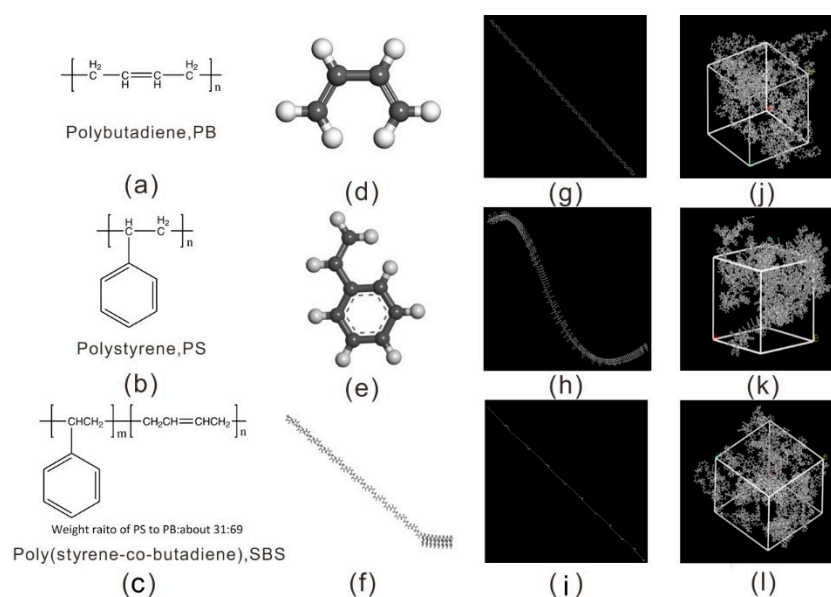 H2
C
C
H
C
H
H2
C
n
Polybutadiene,PB
(a)
(d)
(g)
(j)
H
C
H2
C
n
Polystyrene,PS
(b)
(e)
(h)
(k)
CHCH2
m
CH2CH
CHCH2
n
Weight raito of PS to PB:about 31:69
Poly(styrene-co-butadiene),SBS
(c)
(f)
(i)
(l)